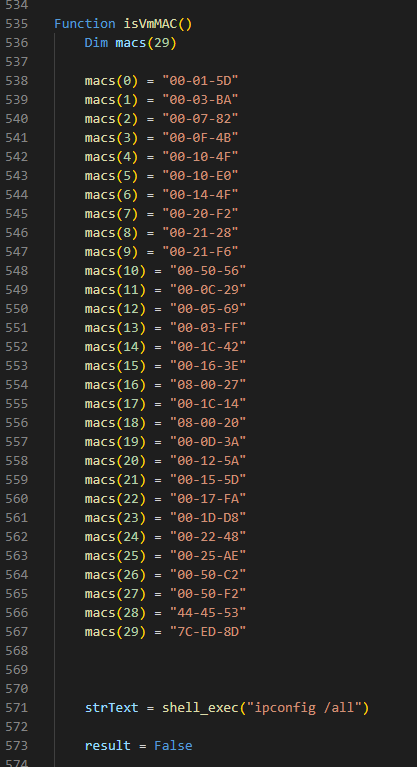 534
535 Function isVmMAC()
536 Dim macs(29)
537
538 macs(0) = "00-01-5D"
539 macs(1) = "00-03-BA"
540 macs(2) = "00-07-82"
541 macs(3) = "00-0F-4B"
542 macs(4) = "00-10-4F"
543 macs(5) = "00-10-E0"
544 macs(6) = "00-14-4F"
545 macs(7) = "00-20-F2"
546 macs(8) = "00-21-28"
547 macs(9) = "00-21-F6"
548 macs(10) = "00-50-56"
549 macs(11) = "00-0C-29"
550 macs(12) = "00-05-69"
551 macs(13) = "00-03-FF"
552 macs(14) = "00-1C-42"
553 macs(15) = "00-16-3E"
554 macs(16) = "08-00-27"
555 macs(17) = "00-1C-14"
556 macs(18) = "08-00-20"
557 macs(19) = "00-0D-3A"
558 macs(20) = "00-12-5A"
559 macs(21) = "00-15-5D"
560 macs(22) = "00-17-FA"
561 macs(23) = "00-1D-D8"
562 macs(24) = "00-22-48"
563 macs(25) = "00-25-AE"
564 macs(26) = "00-50-C2"
565 macs(27) = "00-50-F2"
566 macs(28) = "44-45-53"
567 macs(29) = "7C-ED-8D"
568
569
570
571 strText = shell_exec("ipconfig /all")
572
573 result = False
574